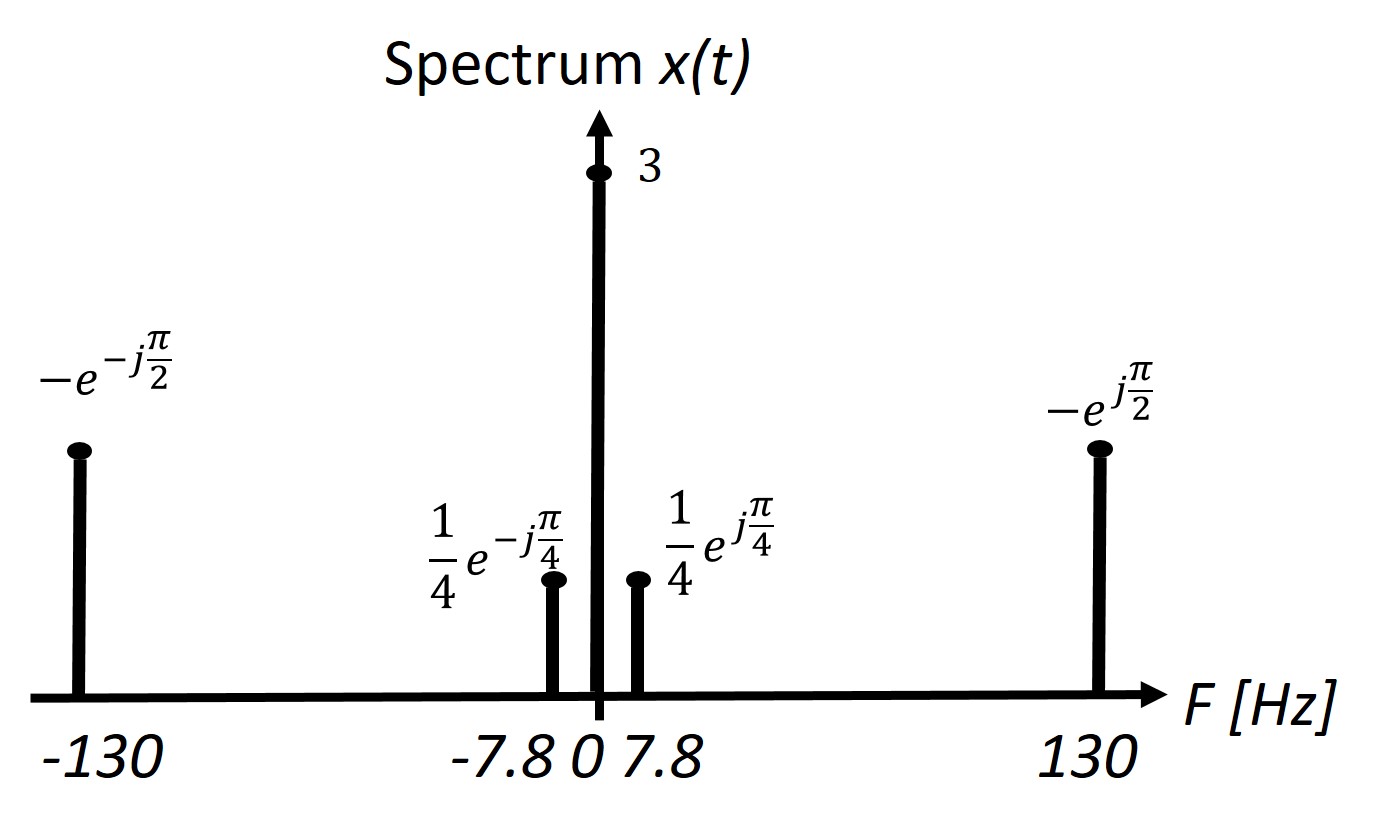 Spectrum x(t)
3
−e^{−jπ/2}
−e^{jπ/2}
1/4 e^{−jπ/4}
1/4 e^{jπ/4}
F [Hz]
-130 -7.8 0 7.8 130